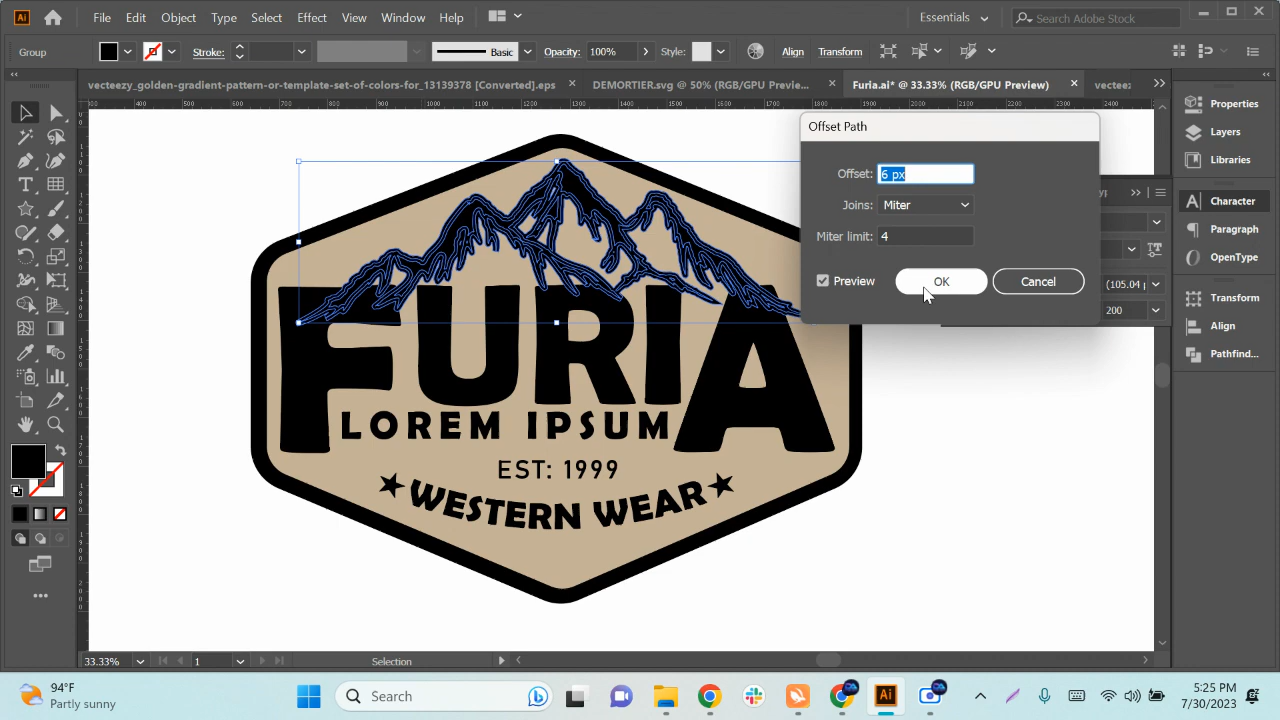 File Edit Object Type Select Effect View Window Help
Essentials
Search Adobe Stock
Group
Stroke:
Basic
Opacity: 100%
Style:
Align
Transform
vecteezy_golden-gradient-pattern-or-template-set-of-colors-for_13139378 [Converted].eps ×
DEMORTIER.svg @ 50% (RGB/GPU Previe... ×
Furia.ai* @ 33.33% (RGB/GPU Preview) ×
vecteez
Offset Path
Offset: 6 px
Joins: Miter
Miter limit: 4
Preview
OK
Cancel
Properties
Layers
Libraries
Character
Paragraph
OpenType
Transform
Align
Pathfind...
(105.04 p
200
FURIA
LOREM IPSUM
EST: 1999
★WESTERN WEAR★
33.33%
1
Selection
94°F
Partly sunny
Search
Ai
5:25 PM
7/30/2023